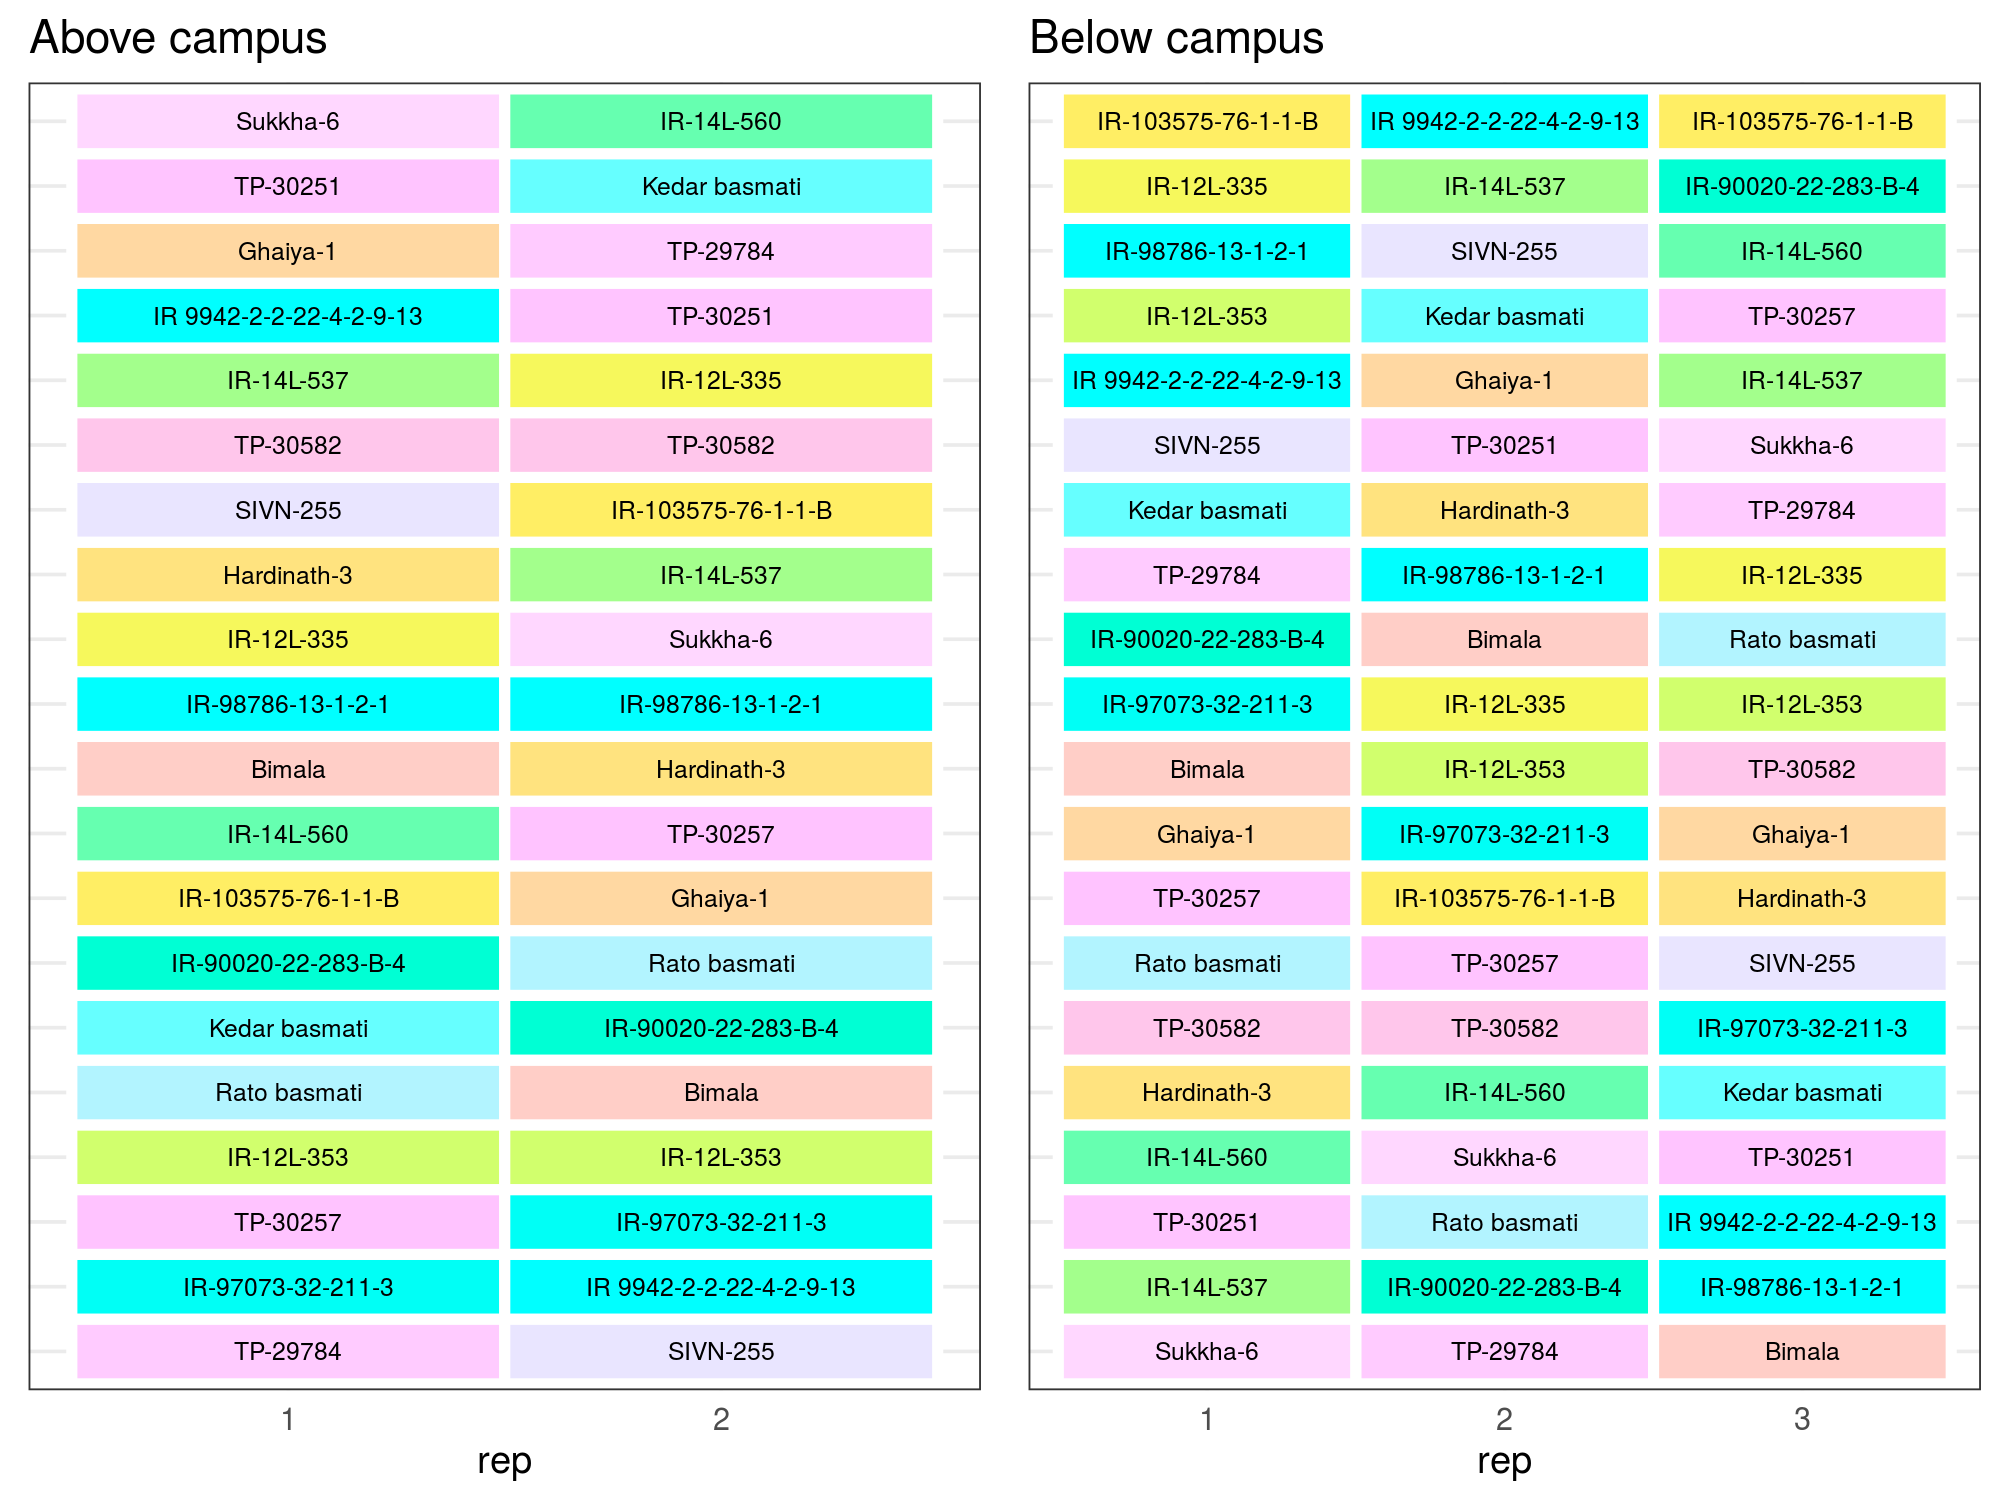 Above campus
Sukkha-6 IR-14L-560
TP-30251 Kedar basmati
Ghaiya-1 TP-29784
IR 9942-2-2-22-4-2-9-13 TP-30251
IR-14L-537 IR-12L-335
TP-30582 TP-30582
SIVN-255 IR-103575-76-1-1-B
Hardinath-3 IR-14L-537
IR-12L-335 Sukkha-6
IR-98786-13-1-2-1 IR-98786-13-1-2-1
Bimala Hardinath-3
IR-14L-560 TP-30257
IR-103575-76-1-1-B Ghaiya-1
IR-90020-22-283-B-4 Rato basmati
Kedar basmati IR-90020-22-283-B-4
Rato basmati Bimala
IR-12L-353 IR-12L-353
TP-30257 IR-97073-32-211-3
IR-97073-32-211-3 IR 9942-2-2-22-4-2-9-13
TP-29784 SIVN-255
1 2
rep
Below campus
IR-103575-76-1-1-B IR 9942-2-2-22-4-2-9-13 IR-103575-76-1-1-B
IR-12L-335 IR-14L-537 IR-90020-22-283-B-4
IR-98786-13-1-2-1 SIVN-255 IR-14L-560
IR-12L-353 Kedar basmati TP-30257
IR 9942-2-2-22-4-2-9-13 Ghaiya-1 IR-14L-537
SIVN-255 TP-30251 Sukkha-6
Kedar basmati Hardinath-3 TP-29784
TP-29784 IR-98786-13-1-2-1 IR-12L-335
IR-90020-22-283-B-4 Bimala Rato basmati
IR-97073-32-211-3 IR-12L-335 IR-12L-353
Bimala IR-12L-353 TP-30582
Ghaiya-1 IR-97073-32-211-3 Ghaiya-1
TP-30257 IR-103575-76-1-1-B Hardinath-3
Rato basmati TP-30257 SIVN-255
TP-30582 TP-30582 IR-97073-32-211-3
Hardinath-3 IR-14L-560 Kedar basmati
IR-14L-560 Sukkha-6 TP-30251
TP-30251 Rato basmati IR 9942-2-2-22-4-2-9-13
IR-14L-537 IR-90020-22-283-B-4 IR-98786-13-1-2-1
Sukkha-6 TP-29784 Bimala
1 2 3
rep